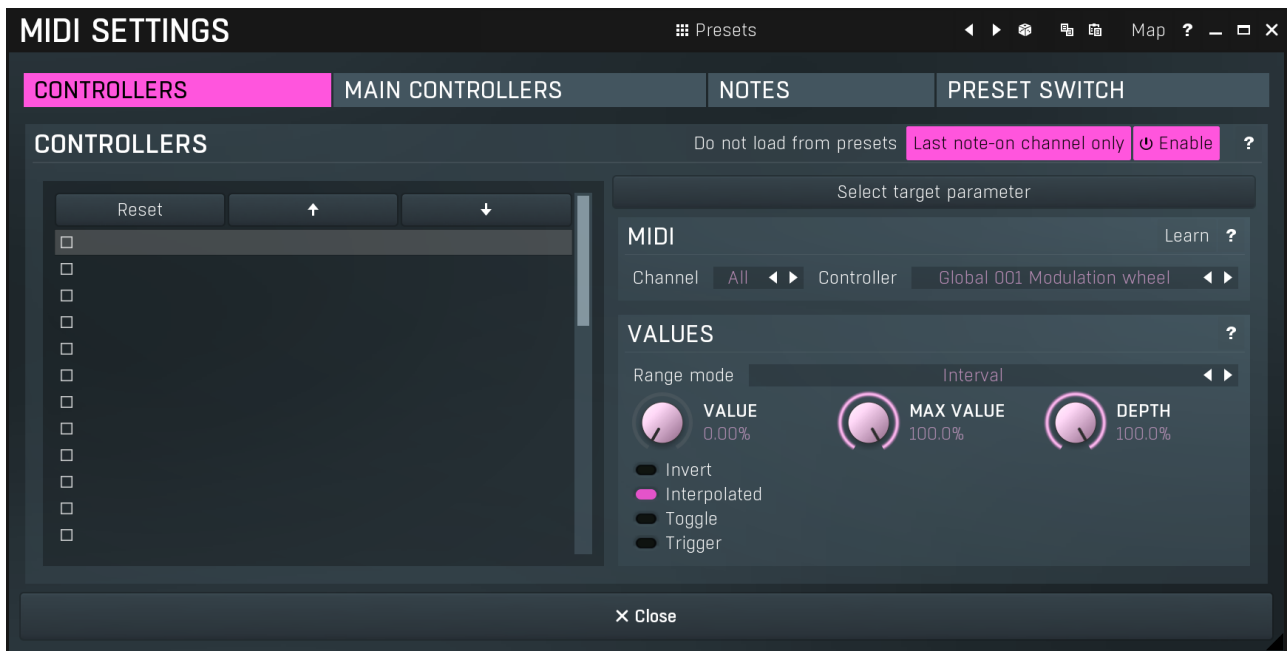 MIDI SETTINGS Presets Map ?
CONTROLLERS MAIN CONTROLLERS NOTES PRESET SWITCH
CONTROLLERS Do not load from presets Last note-on channel only Enable ?
Select target parameter
Reset
MIDI Learn ?
Channel All Controller Global 001 Modulation wheel
VALUES ?
Range mode Interval
VALUE MAX VALUE DEPTH
0.00% 100.0% 100.0%
Invert
Interpolated
Toggle
Trigger
Close